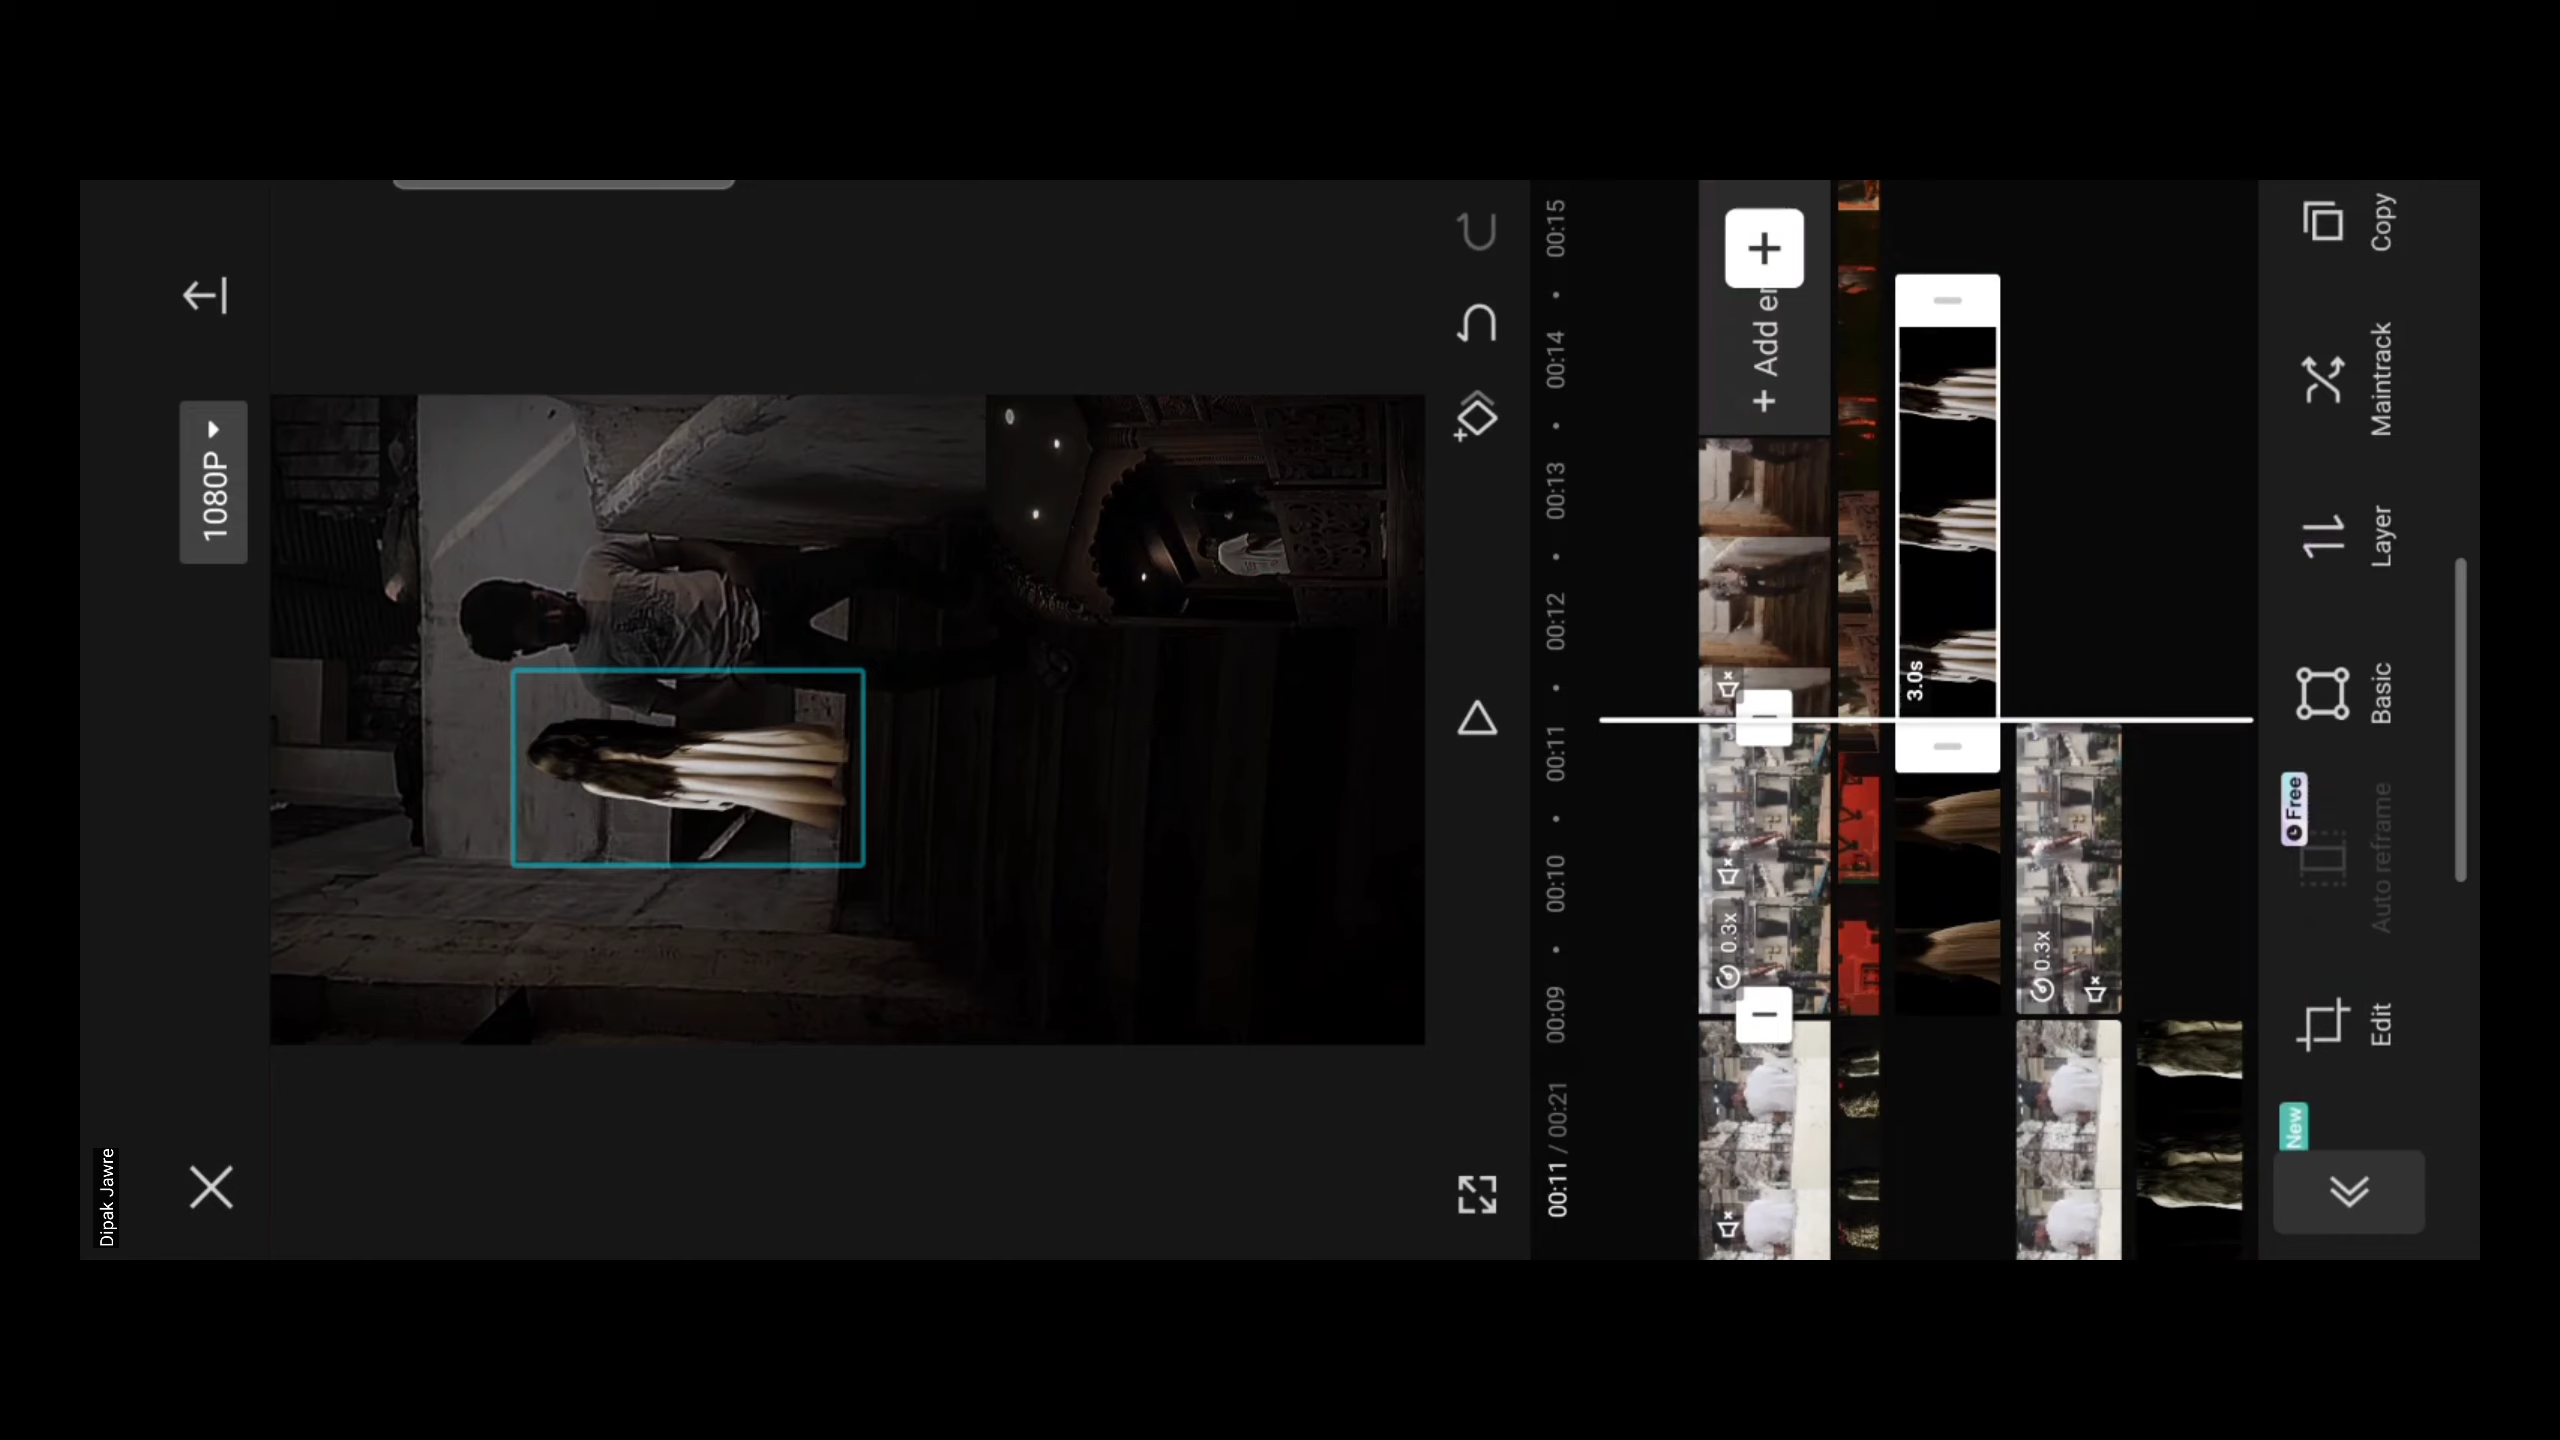 Dipak Jawre
1080P
00:11 / 00:21
00:09
00:10
00:11
00:12
00:13
00:14
00:15
+ Add en
0.3x
3.0s
0.3x
New
Edit
Free
Auto reframe
Basic
Layer
Maintrack
Copy